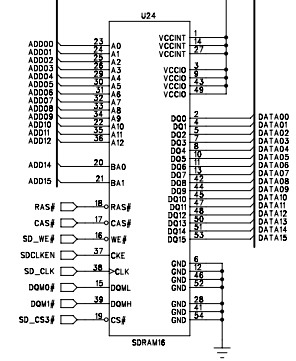 U24
ADD00 23 A0
ADD01 24 A1
ADD02 25 A2
ADD03 26 A3
ADD04 29 A4
ADD05 30 A5
ADD06 31 A6
ADD07 32 A7
ADD08 33 A8
ADD09 34 A9
ADD10 22 A10
ADD11 35 A11
ADD12 36 A12
ADD14 20 BA0
ADD15 21 BA1
RAS# 18 RAS#
CAS# 17 CAS#
SD_WE# 16 WE#
SDCLKEN 37 CKE
SD_CLK 38 CLK
DQM0 15 DQML
DQM1# 39 DQMH
SD_CS3# 19 CS#
VCCINT 1
VCCINT 14
VCCINT 27
VCCIO 3
VCCIO 9
VCCIO 43
VCCIO 49
DQ0 2 DATA00
DQ1 4 DATA01
DQ2 5 DATA02
DQ3 7 DATA03
DQ4 8 DATA04
DQ5 10 DATA05
DQ6 11 DATA06
DQ7 13 DATA07
DQ8 42 DATA08
DQ9 44 DATA09
DQ10 45 DATA10
DQ11 47 DATA11
DQ12 48 DATA12
DQ13 50 DATA13
DQ14 51 DATA14
DQ15 53 DATA15
GND 6
GND 12
GND 46
GND 52
GND 28
GND 41
GND 54
SDRAM16